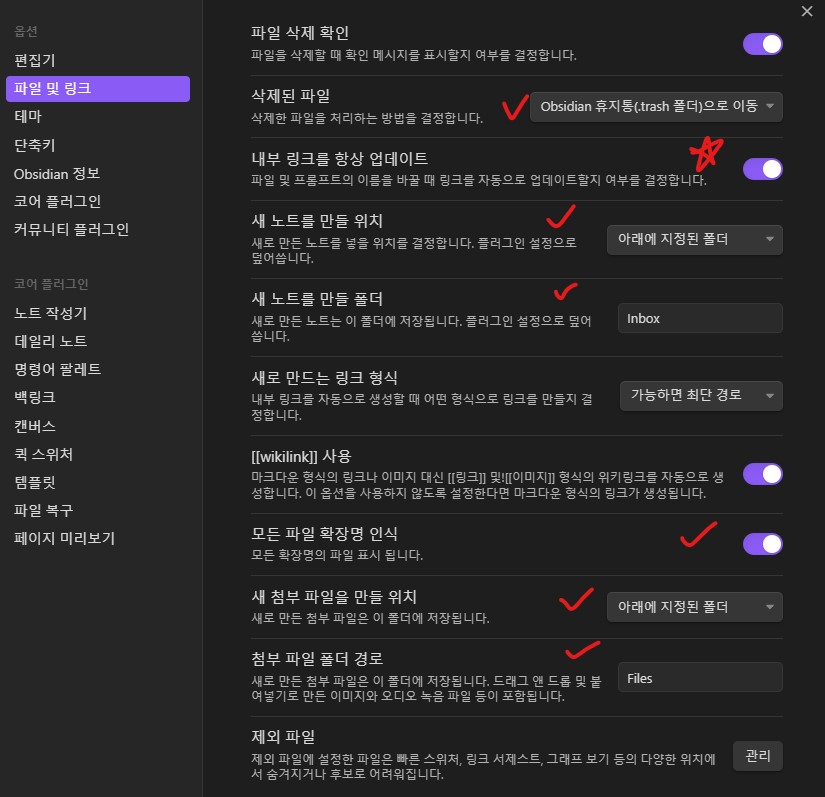 옵션
편집기
파일 및 링크
테마
단축키
Obsidian 정보
코어 플러그인
커뮤니티 플러그인
코어 플러그인
노트 작성기
데일리 노트
명령어 팔레트
백링크
캔버스
퀵 스위처
템플릿
파일 복구
페이지 미리보기
파일 삭제 확인
파일을 삭제할 때 확인 메시지를 표시할지 여부를 결정합니다.
삭제된 파일
삭제한 파일을 처리하는 방법을 결정합니다.
Obsidian 휴지통(.trash 폴더)으로 이동
내부 링크를 항상 업데이트
파일 및 프롬프트의 이름을 바꿀 때 링크를 자동으로 업데이트할지 여부를 결정합니다.
새 노트를 만들 위치
새로 만든 노트를 넣을 위치를 결정합니다. 플러그인 설정으로
덮어씁니다.
아래에 지정된 폴더
새 노트를 만들 폴더
새로 만든 노트는 이 폴더에 저장됩니다. 플러그인 설정으로 덮어
씁니다.
Inbox
새로 만드는 링크 형식
내부 링크를 자동으로 생성할 때 어떤 형식으로 링크를 만들지 결
정합니다.
가능하면 최단 경로
[[wikilink]] 사용
마크다운 형식의 링크나 이미지 대신 [[링크]] 및![[이미지]] 형식의 위키링크를 자동으로 생
성합니다. 이 옵션을 사용하지 않도록 설정한다면 마크다운 형식의 링크가 생성됩니다.
모든 파일 확장명 인식
모든 확장명의 파일 표시 됩니다.
새 첨부 파일을 만들 위치
새로 만든 첨부 파일은 이 폴더에 저장됩니다.
아래에 지정된 폴더
첨부 파일 폴더 경로
새로 만든 첨부 파일은 이 폴더에 저장됩니다. 드래그 앤 드롭 및 붙
여넣기로 만든 이미지와 오디오 녹음 파일 등이 포함됩니다.
Files
제외 파일
제외 파일에 설정한 파일은 빠른 스위처, 링크 서제스트, 그래프 보기 등의 다양한 위치에
서 숨겨지거나 후보로 어려워집니다.
관리